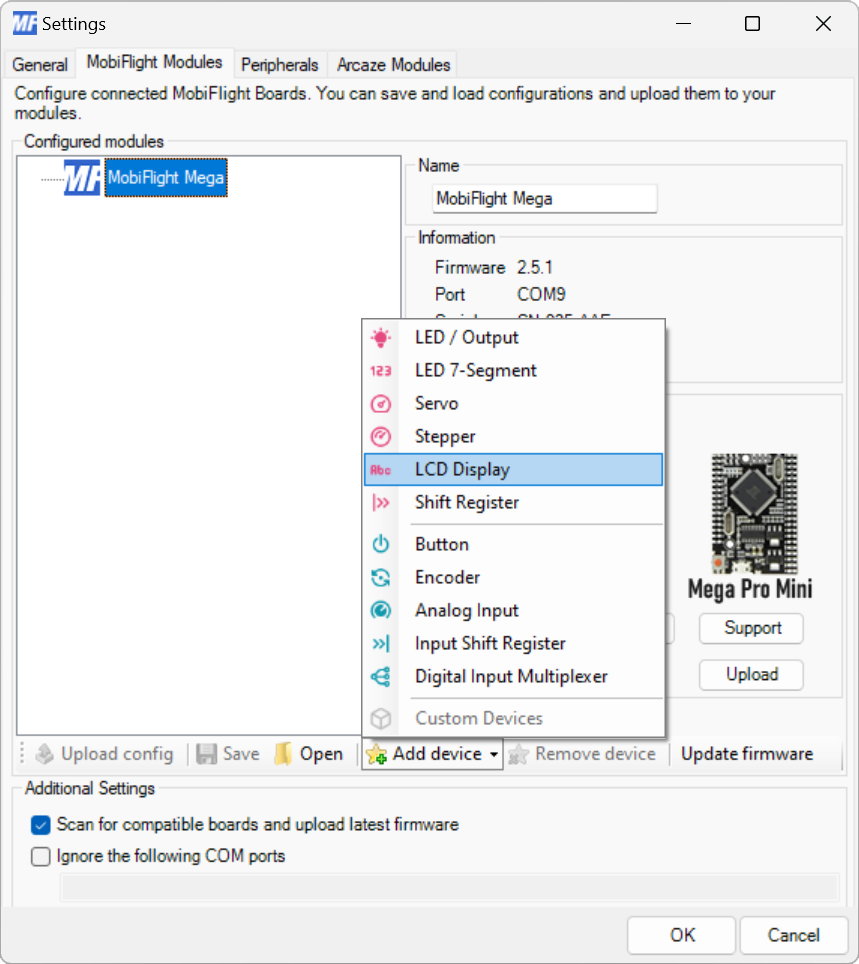 MF Settings
General MobiFlight Modules Peripherals Arcaze Modules
Configure connected MobiFlight Boards. You can save and load configurations and upload them to your
modules.
Configured modules
MF MobiFlight Mega
Name
MobiFlight Mega
Information
Firmware 2.5.1
Port COM9
LED / Output
123 LED 7-Segment
Servo
Stepper
Abc LCD Display
Shift Register
Button
Encoder
Analog Input
Input Shift Register
Digital Input Multiplexer
Custom Devices
Mega Pro Mini
Support
Upload
Upload config Save Open Add device Remove device Update firmware
Additional Settings
Scan for compatible boards and upload latest firmware
Ignore the following COM ports
OK Cancel